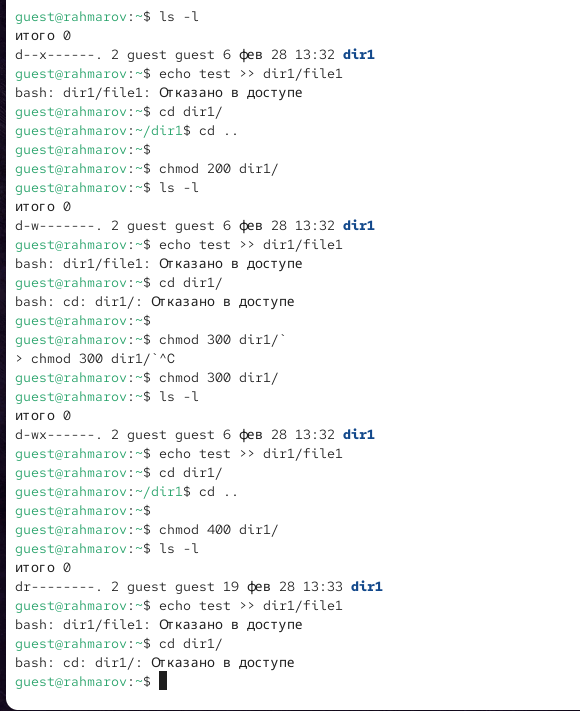 guest@rahmarov:~$ ls -l
итого 0
d--x------. 2 guest guest 6 фев 28 13:32 dir1
guest@rahmarov:~$ echo test >> dir1/file1
bash: dir1/file1: Отказано в доступе
guest@rahmarov:~$ cd dir1/
guest@rahmarov:~/dir1$ cd ..
guest@rahmarov:~$
guest@rahmarov:~$ chmod 200 dir1/
guest@rahmarov:~$ ls -l
итого 0
d-w-------. 2 guest guest 6 фев 28 13:32 dir1
guest@rahmarov:~$ echo test >> dir1/file1
bash: dir1/file1: Отказано в доступе
guest@rahmarov:~$ cd dir1/
bash: cd: dir1/: Отказано в доступе
guest@rahmarov:~$
guest@rahmarov:~$ chmod 300 dir1/`
> chmod 300 dir1/`^C
guest@rahmarov:~$ chmod 300 dir1/
guest@rahmarov:~$ ls -l
итого 0
d-wx------. 2 guest guest 6 фев 28 13:32 dir1
guest@rahmarov:~$ echo test >> dir1/file1
guest@rahmarov:~$ cd dir1/
guest@rahmarov:~/dir1$ cd ..
guest@rahmarov:~$
guest@rahmarov:~$ chmod 400 dir1/
guest@rahmarov:~$ ls -l
итого 0
dr--------. 2 guest guest 19 фев 28 13:33 dir1
guest@rahmarov:~$ echo test >> dir1/file1
bash: dir1/file1: Отказано в доступе
guest@rahmarov:~$ cd dir1/
bash: cd: dir1/: Отказано в доступе
guest@rahmarov:~$